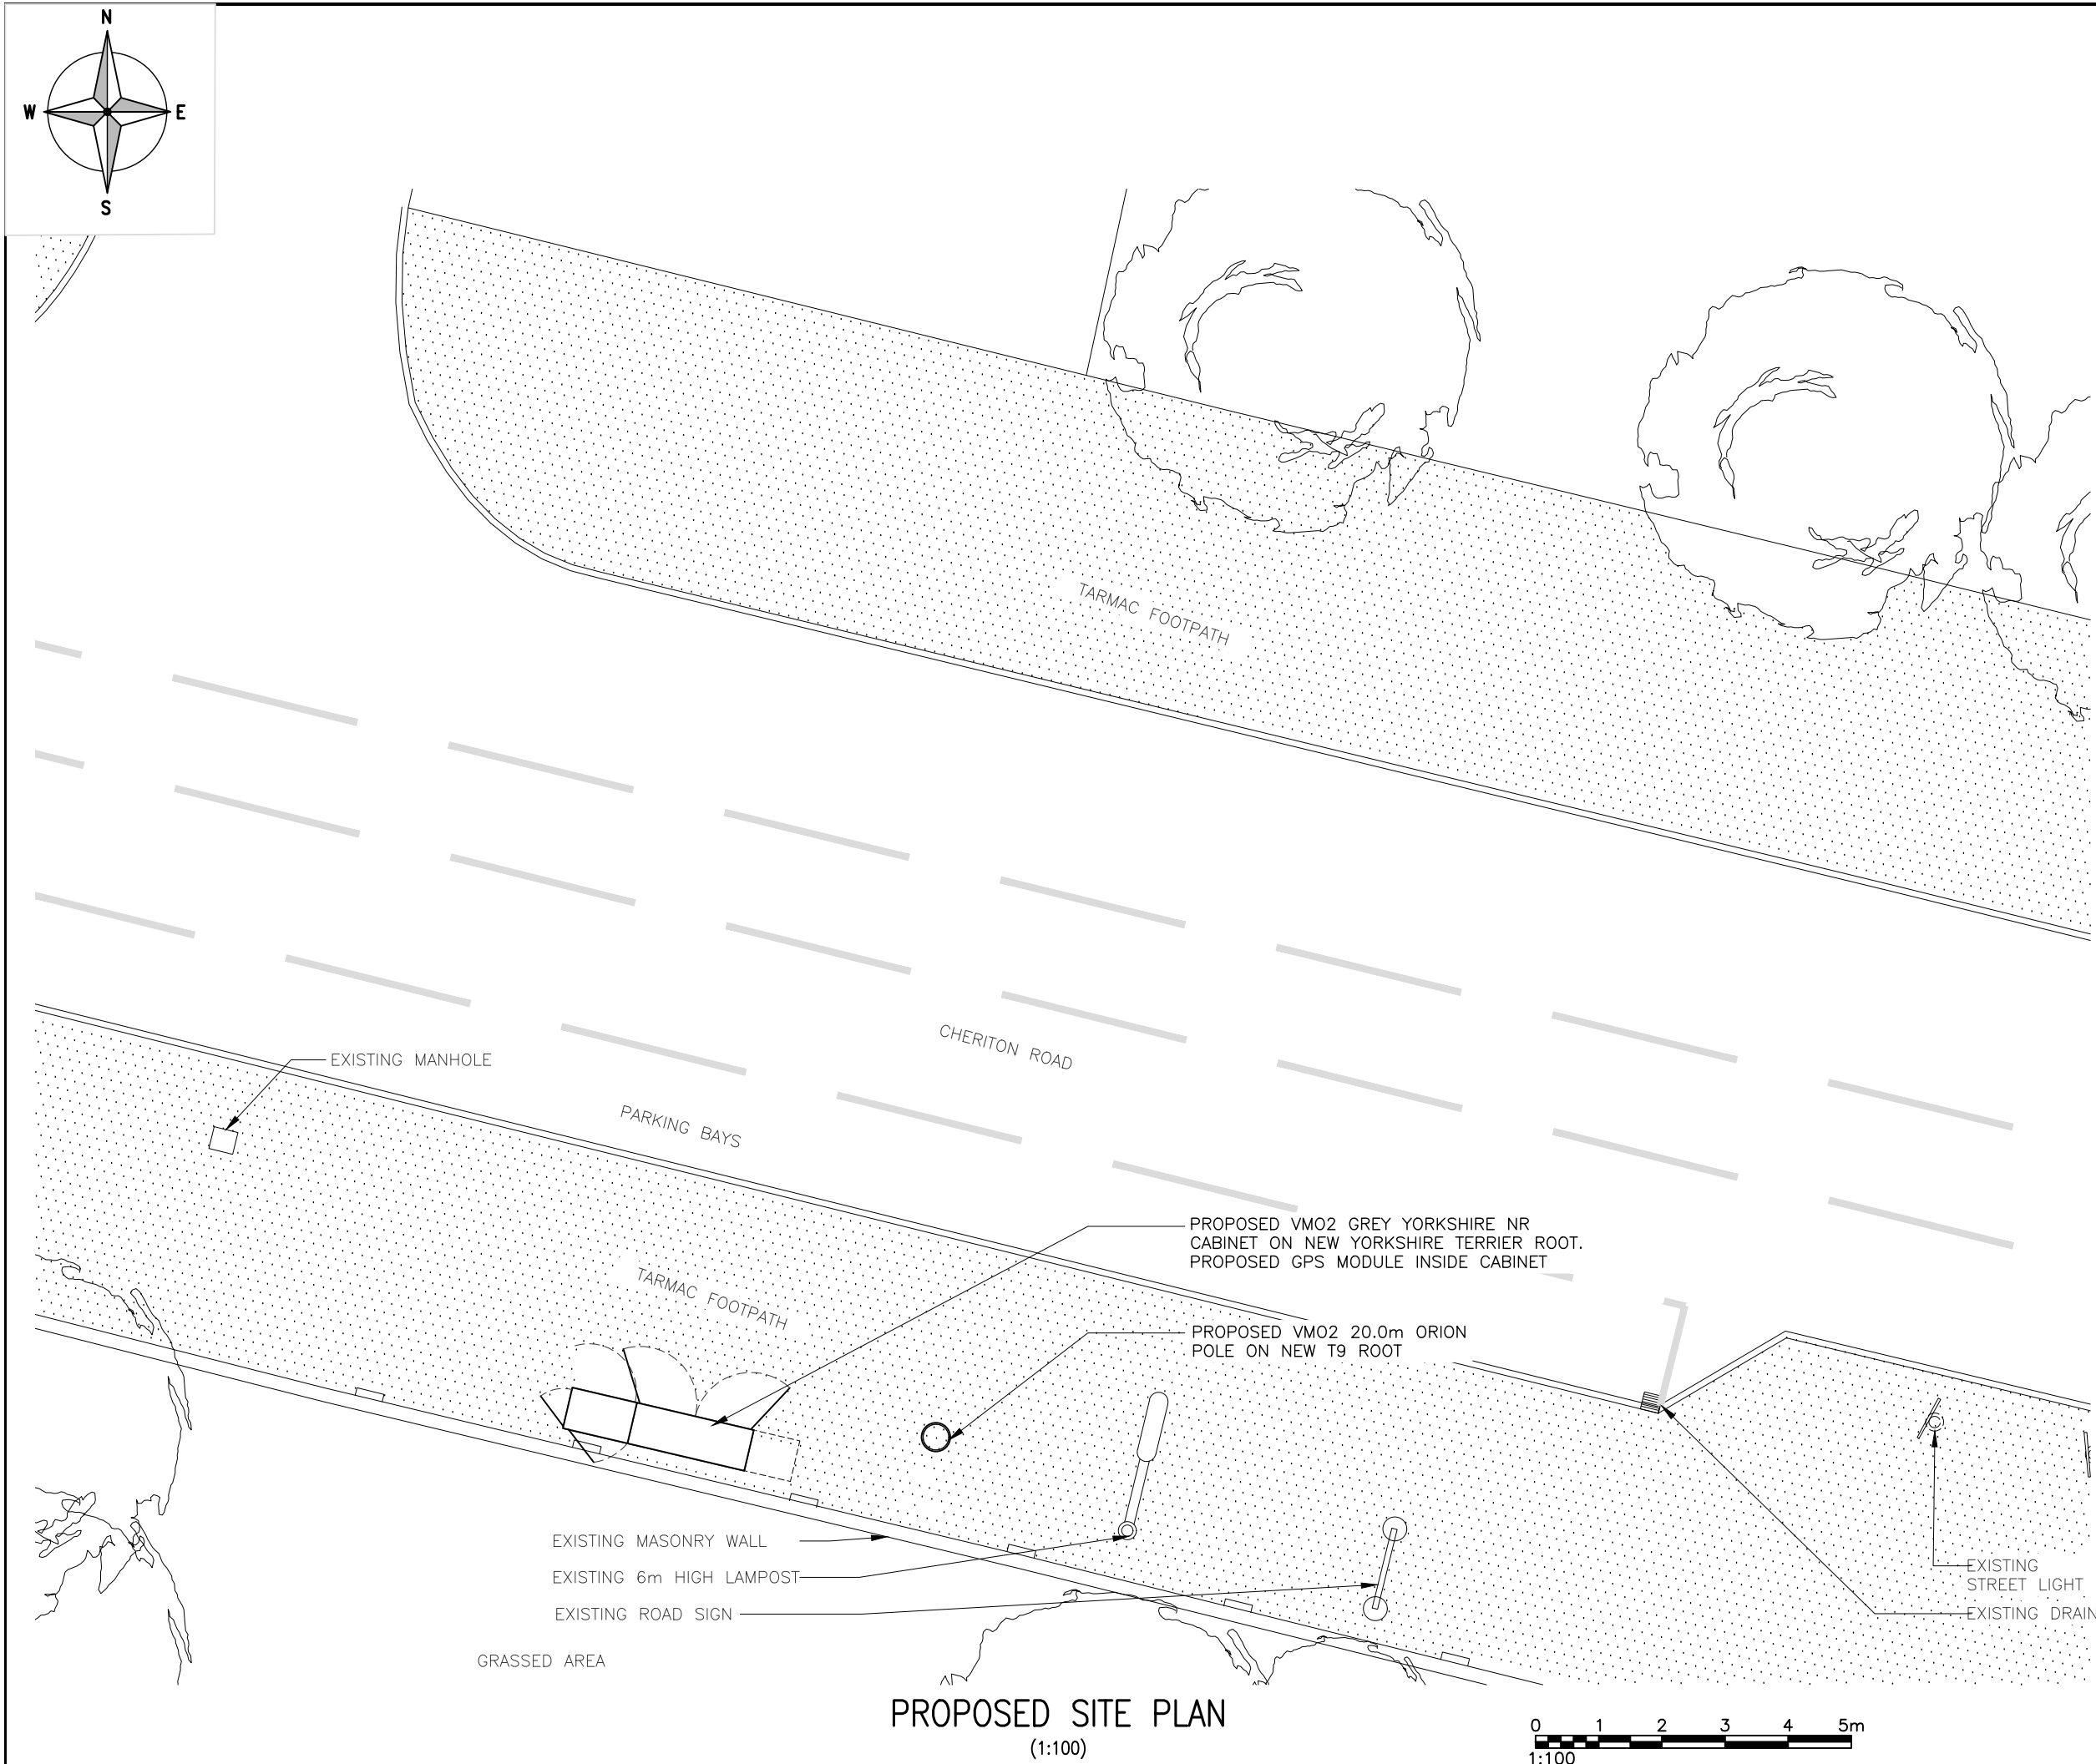 N
W E
S
TARMAC FOOTPATH
CHERITON ROAD
EXISTING MANHOLE
PARKING BAYS
PROPOSED VMO2 GREY YORKSHIRE NR
CABINET ON NEW YORKSHIRE TERRIER ROOT.
PROPOSED GPS MODULE INSIDE CABINET
TARMAC FOOTPATH
PROPOSED VMO2 20.0m ORION
POLE ON NEW T9 ROOT
EXISTING MASONRY WALL
EXISTING 6m HIGH LAMPOST
EXISTING ROAD SIGN
EXISTING
STREET LIGHT
EXISTING DRAIN
GRASSED AREA
PROPOSED SITE PLAN
(1:100)
0 1 2 3 4 5m
1:100